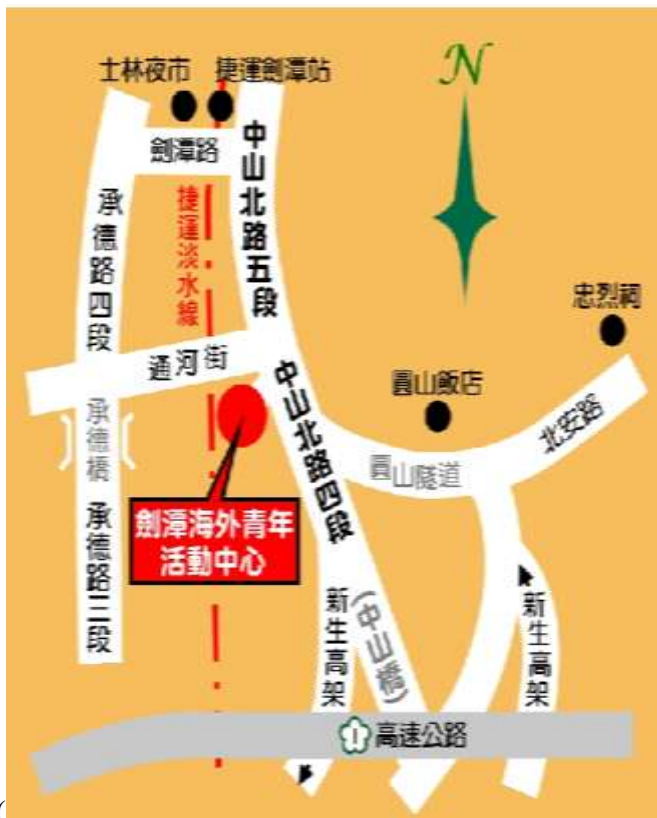 N
士林夜市
捷運劍潭站
劍潭路
中山北路五段
承德路四段
捷運淡水線
忠烈祠
通河街
圓山飯店
中山北路四段
北安路
承德橋
圓山隧道
劍潭海外青年
活動中心
承德路三段
新生高架
(中山橋)
新生高架
1
高速公路